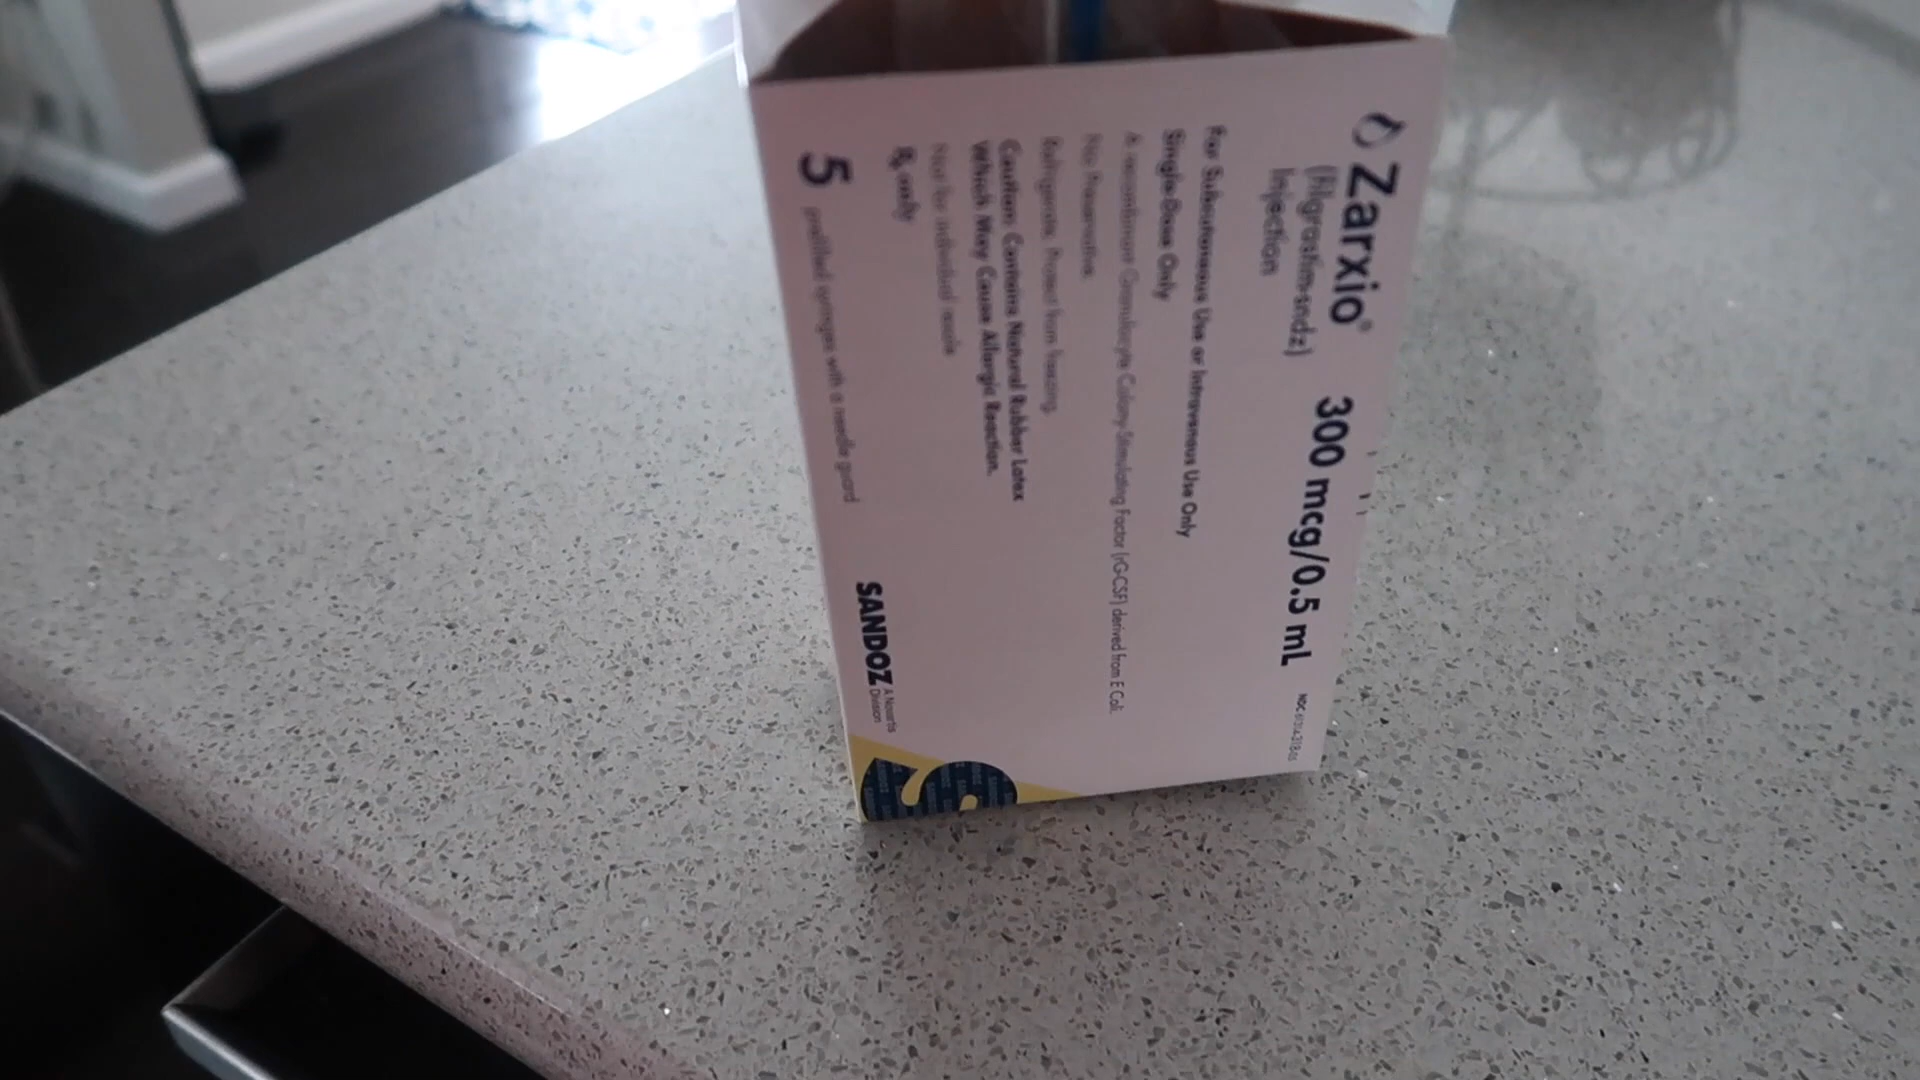 Zarxio®
(filgrastim-sndz)
Injection
300 mcg/0.5 mL
For Subcutaneous Use or Intravenous Use Only
Single-Dose Only
A recombinant Granulocyte Colony Stimulating Factor (rG-CSF) derived from E Coli.
No Preservative.
Refrigerate. Protect from freezing.
Caution: Contains Natural Rubber Latex
Which May Cause Allergic Reaction.
Not for individual resale
Rx only
5 prefilled syringes with a needle guard
SANDOZ
A Novartis
Division